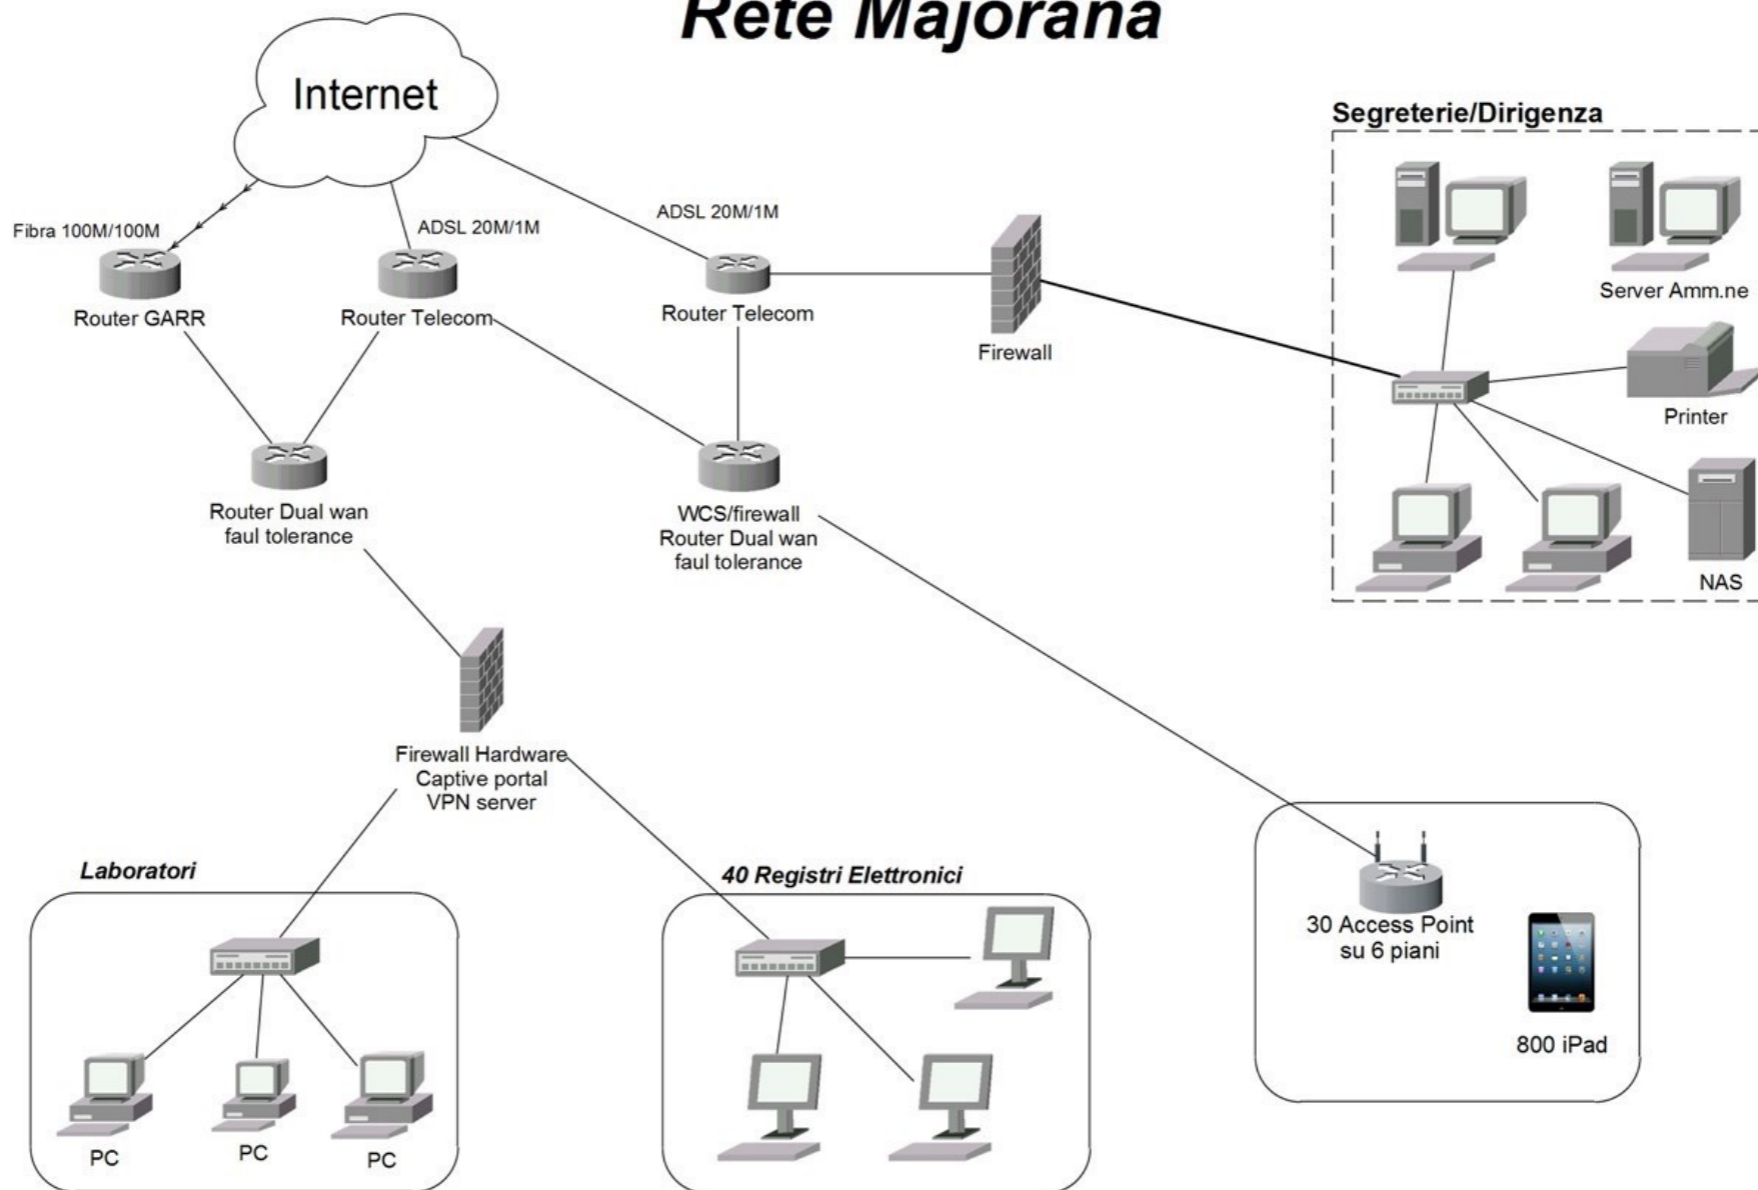 Rete Majorana
Internet
Segreterie/Dirigenza
Fibra 100M/100M
ADSL 20M/1M
ADSL 20M/1M
Router GARR
Router Telecom
Router Telecom
Firewall
Server Amm.ne
Printer
NAS
Router Dual wan
faul tolerance
WCS/firewall
Router Dual wan
faul tolerance
Firewall Hardware
Captive portal
VPN server
Laboratori
PC
PC
PC
40 Registri Elettronici
30 Access Point
su 6 piani
800 iPad